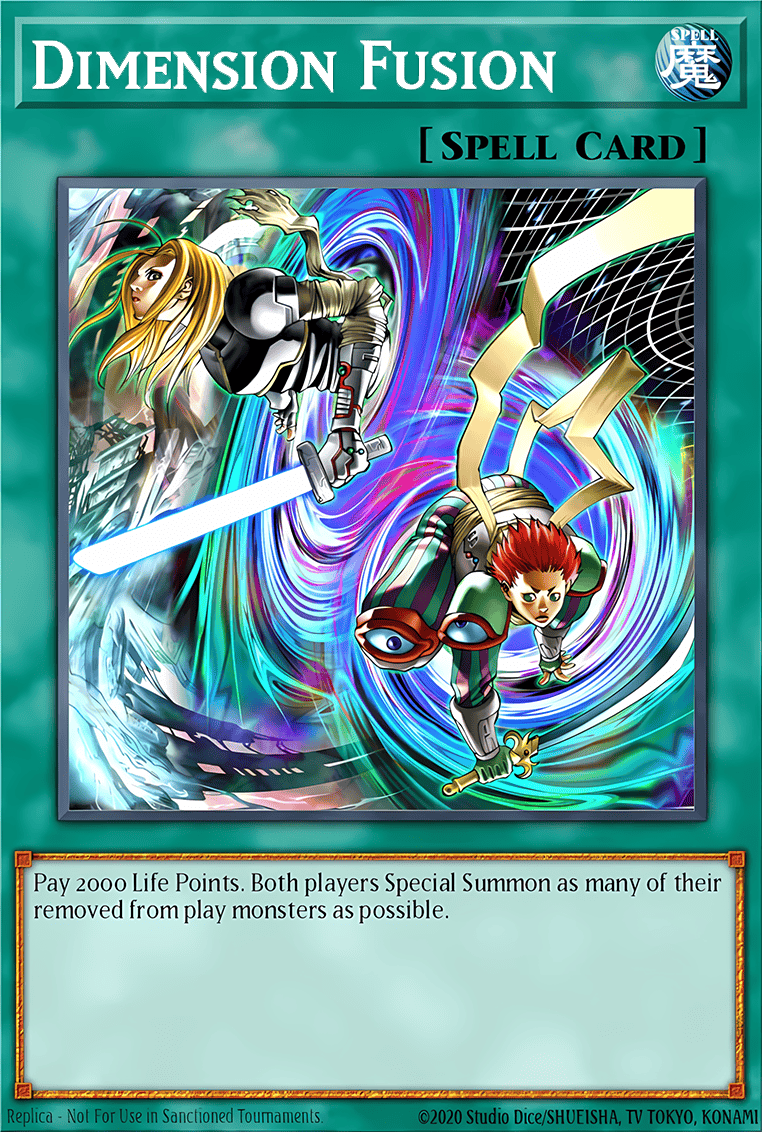 DIMENSION FUSION
SPELL
魔
[ SPELL CARD ]
Pay 2000 Life Points. Both players Special Summon as many of their
removed from play monsters as possible.
Replica - Not For Use in Sanctioned Tournaments.
©2020 Studio Dice/SHUEISHA, TV TOKYO, KONAMI